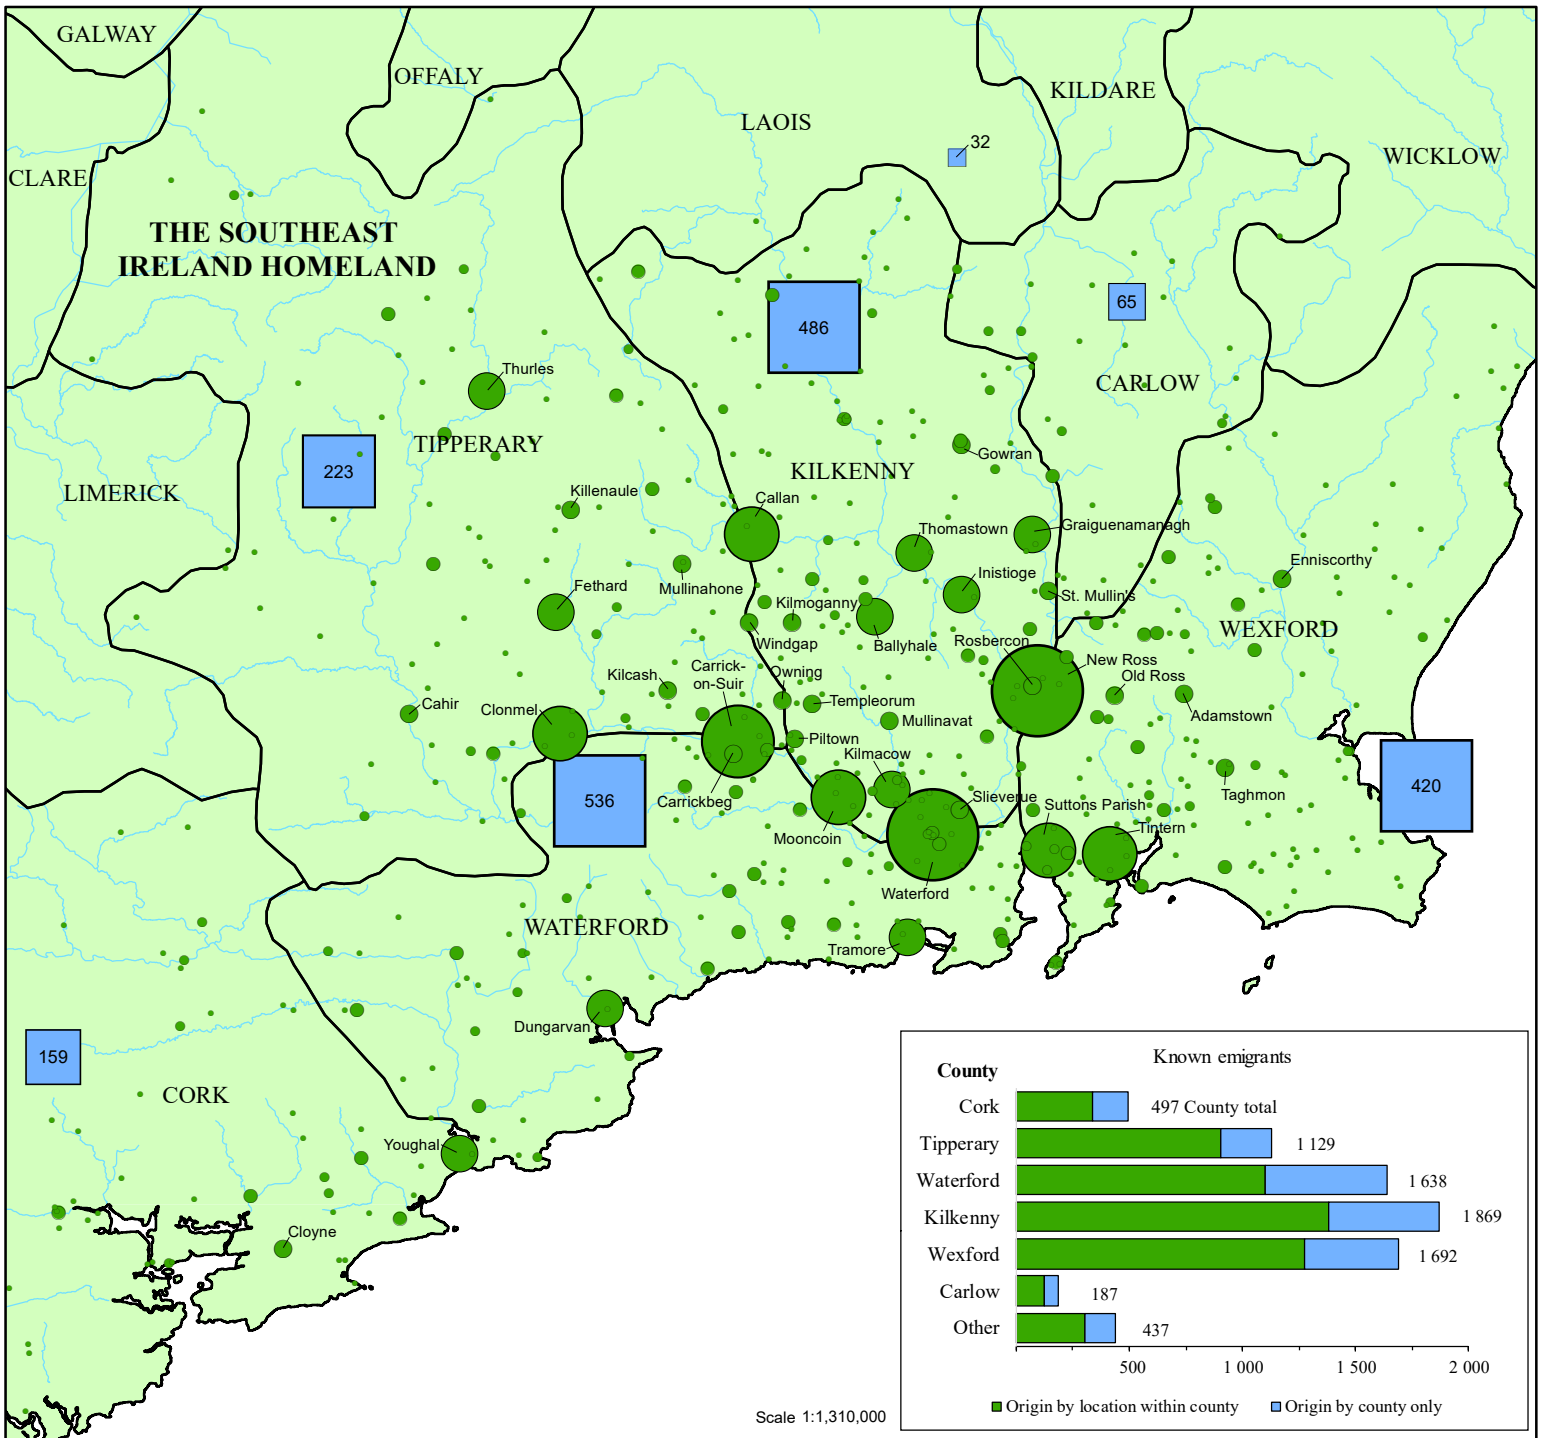 GALWAY
OFFALY
KILDARE
LAOIS
32
WICKLOW
CLARE
THE SOUTHEAST
IRELAND HOMELAND
65
486
Thurles
CARLOW
TIPPERARY
223
KILKENNY
Gowran
LIMERICK
Killenaule
Callan
Thomastown
Graiguenamanagh
Enniscorthy
Inistioge
Fethard
Mullinahone
Kilmoganny
St. Mullin's
WEXFORD
Windgap
Ballyhale
Rosbercon
New Ross
Kilcash
Carrick-
on-Suir
Owning
Old Ross
Cahir
Clonmel
Templeorum
Mullinavat
Adamstown
Piltown
Kilmacow
420
536
Carrickbeg
Slieverue
Suttons Parish
Taghmon
Mooncoin
Tintern
Waterford
WATERFORD
Tramore
Dungarvan
159
CORK
Youghal
Cloyne
Known emigrants
County
Cork
497 County total
Tipperary
1 129
Waterford
1 638
Kilkenny
1 869
Wexford
1 692
Carlow
187
Other
437
500
1 000
1 500
2 000
Origin by location within county
Origin by county only
Scale 1:1,310,000